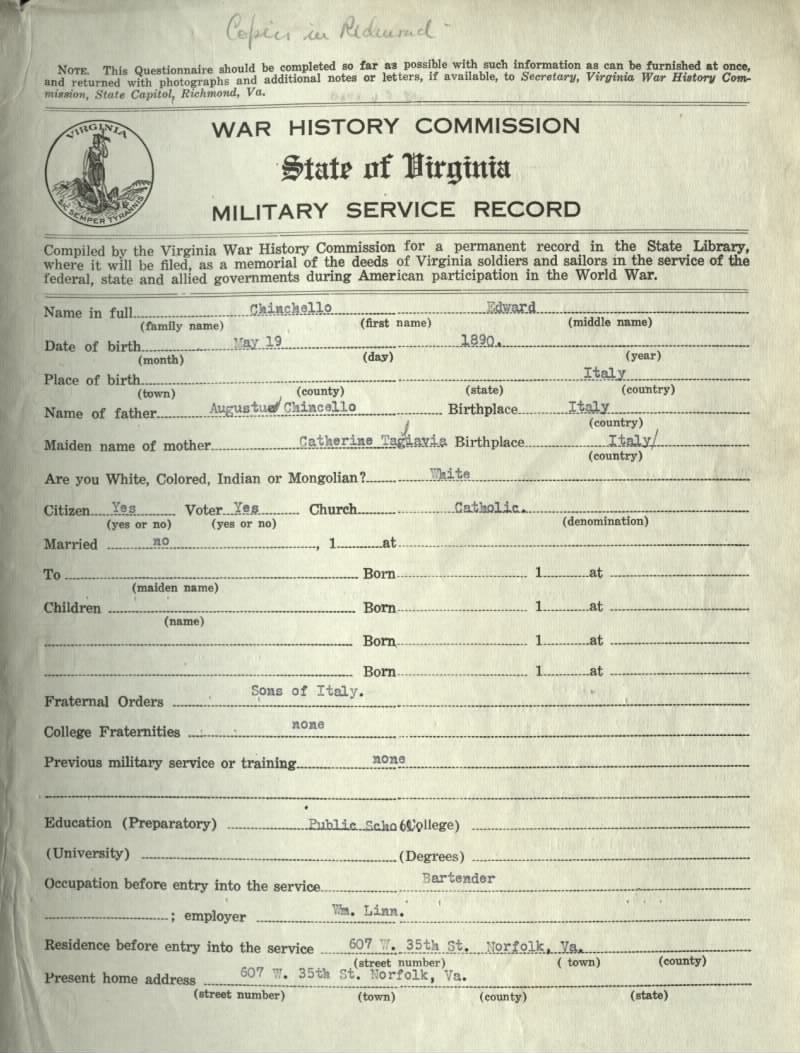 Copies in Redunsad
NOTE. This Questionnaire should be completed so far as possible with such information as can be furnished at once,
and returned with photographs and additional notes or letters, if available, to Secretary, Virginia War History Com-
mission, State Capitol, Richmond, Va.
VIRGINIA
SIC SEMPER TYRANNIS
WAR HISTORY COMMISSION
State of Virginia
MILITARY SERVICE RECORD
Compiled by the Virginia War History Commission for a permanent record in the State Library,
where it will be filed, as a memorial of the deeds of Virginia soldiers and sailors in the service of the
federal, state and allied governments during American participation in the World War.
Name in full Chinchello Edward
(family name) (first name) (middle name)
Date of birth May 19 1890.
(month) (day) (year)
Place of birth Italy
(town) (county) (state) (country)
Name of father Augustus Chincello Birthplace Italy
(country)
Maiden name of mother Catherine Taglavia Birthplace Italy
(country)
Are you White, Colored, Indian or Mongolian? White
Citizen Yes Voter Yes Church Catholic.
(yes or no) (yes or no) (denomination)
Married no , 1 at
To Born 1 at
(maiden name)
Children Born 1 at
(name)
Born 1 at
Born 1 at
Fraternal Orders Sons of Italy.
College Fraternities none
Previous military service or training none
Education (Preparatory) Public School (College)
(University) (Degrees)
Occupation before entry into the service Bartender
; employer Wm. Linn.
Residence before entry into the service 607 W. 35th St. Norfolk, Va.
(street number) (town) (county)
Present home address 607 W. 35th St. Norfolk, Va.
(street number) (town) (county) (state)